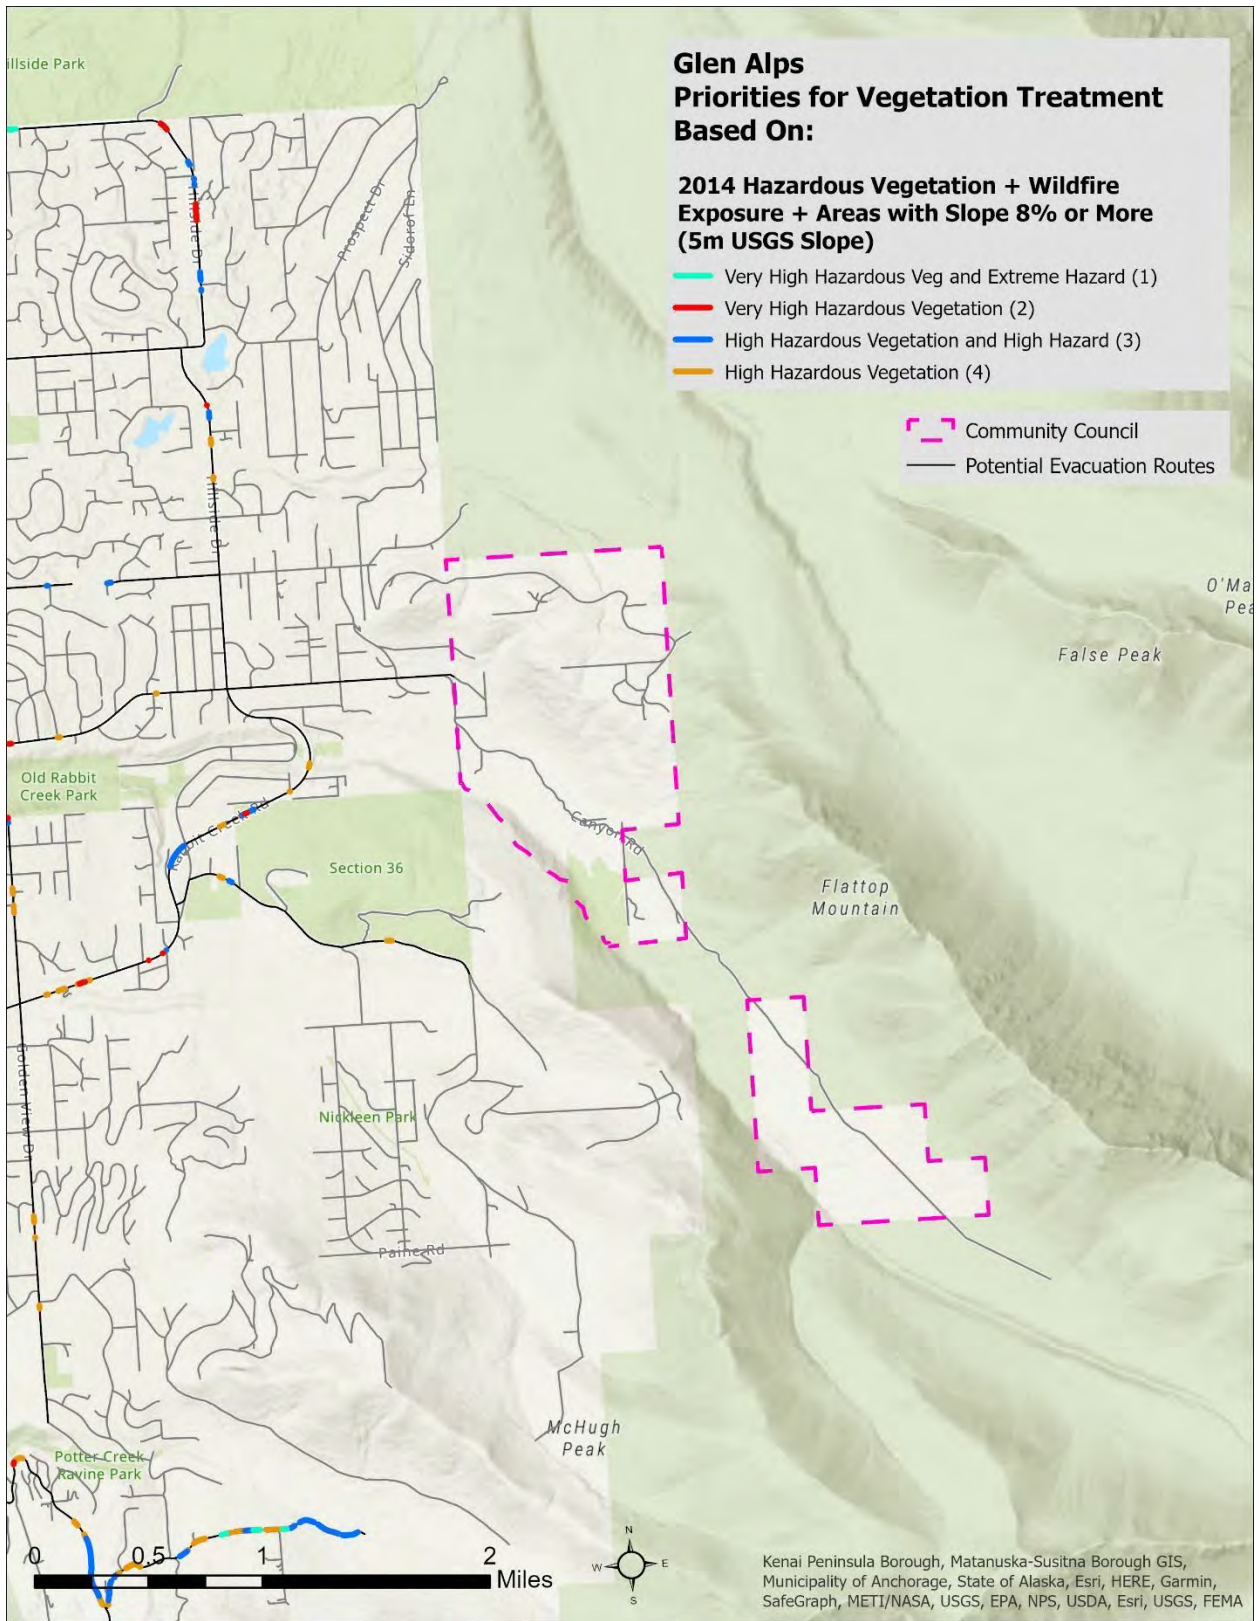 illside Park
Glen Alps
Priorities for Vegetation Treatment
Based On:
2014 Hazardous Vegetation + Wildfire
Exposure + Areas with Slope 8% or More
(5m USGS Slope)
Very High Hazardous Veg and Extreme Hazard (1)
Very High Hazardous Vegetation (2)
High Hazardous Vegetation and High Hazard (3)
High Hazardous Vegetation (4)
Community Council
Potential Evacuation Routes
Hillside Dr
Prospect Dr
Sidorof Ln
Hillside Dr
O'Ma
Pea
False Peak
Old Rabbit
Creek Park
Rabbit Creek Rd
Canyon Rd
Section 36
Flattop
Mountain
Golden View Dr
Nickleen Park
Paine Rd
McHugh
Peak
Potter Creek
Ravine Park
0 0.5 1 2
Miles
N
W E
S
Kenai Peninsula Borough, Matanuska-Susitna Borough GIS,
Municipality of Anchorage, State of Alaska, Esri, HERE, Garmin,
SafeGraph, METI/NASA, USGS, EPA, NPS, USDA, Esri, USGS, FEMA